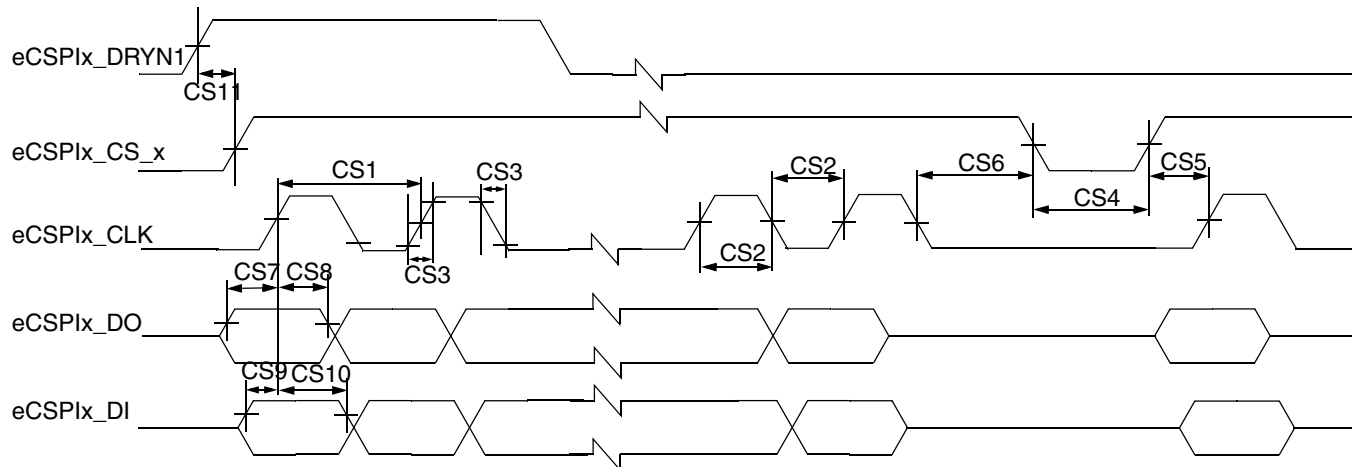 eCSPIx_DRYN1
CS11
eCSPIx_CS_x
CS1
CS3
CS2
CS6
CS5
CS4
eCSPIx_CLK
CS3
CS2
CS7
CS8
eCSPIx_DO
CS9
CS10
eCSPIx_DI